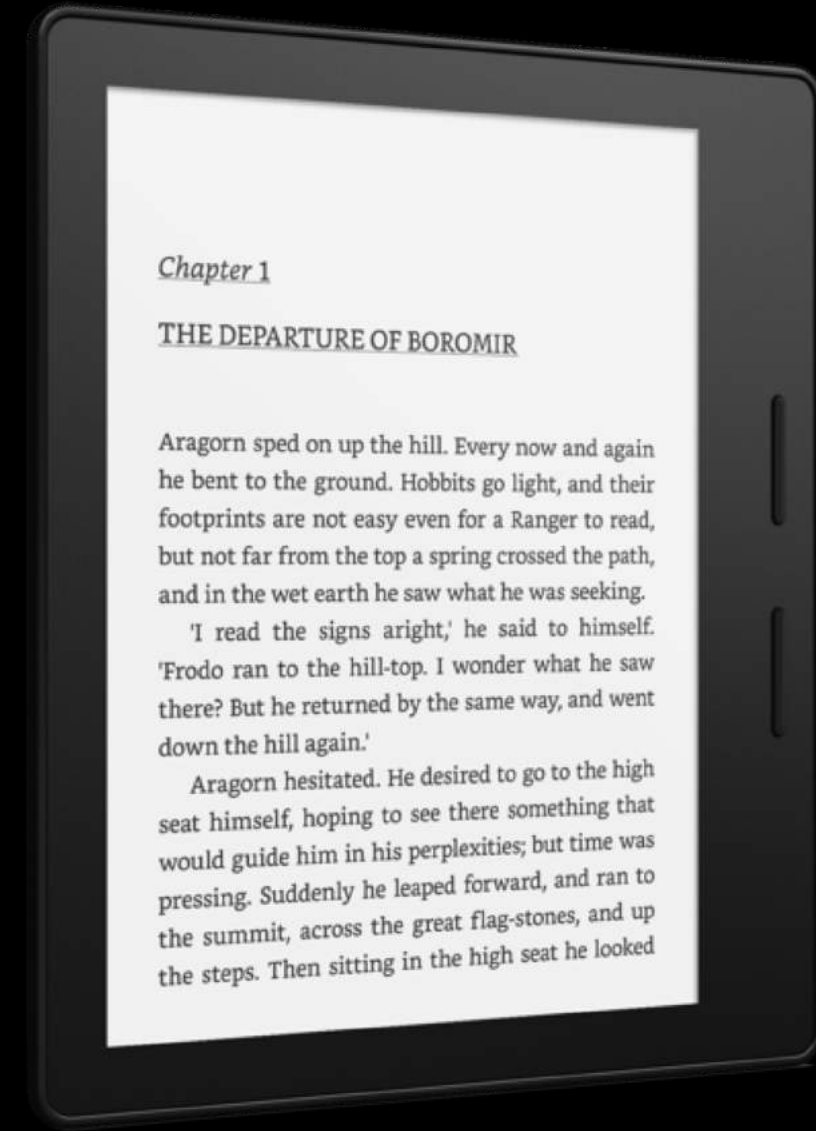 Chapter 1
THE DEPARTURE OF BOROMIR
Aragorn sped on up the hill. Every now and again
he bent to the ground. Hobbits go light, and their
footprints are not easy even for a Ranger to read,
but not far from the top a spring crossed the path,
and in the wet earth he saw what he was seeking.
'I read the signs aright,' he said to himself.
'Frodo ran to the hill-top. I wonder what he saw
there? But he returned by the same way, and went
down the hill again.'
Aragorn hesitated. He desired to go to the high
seat himself, hoping to see there something that
would guide him in his perplexities; but time was
pressing. Suddenly he leaped forward, and ran to
the summit, across the great flag-stones, and up
the steps. Then sitting in the high seat he looked